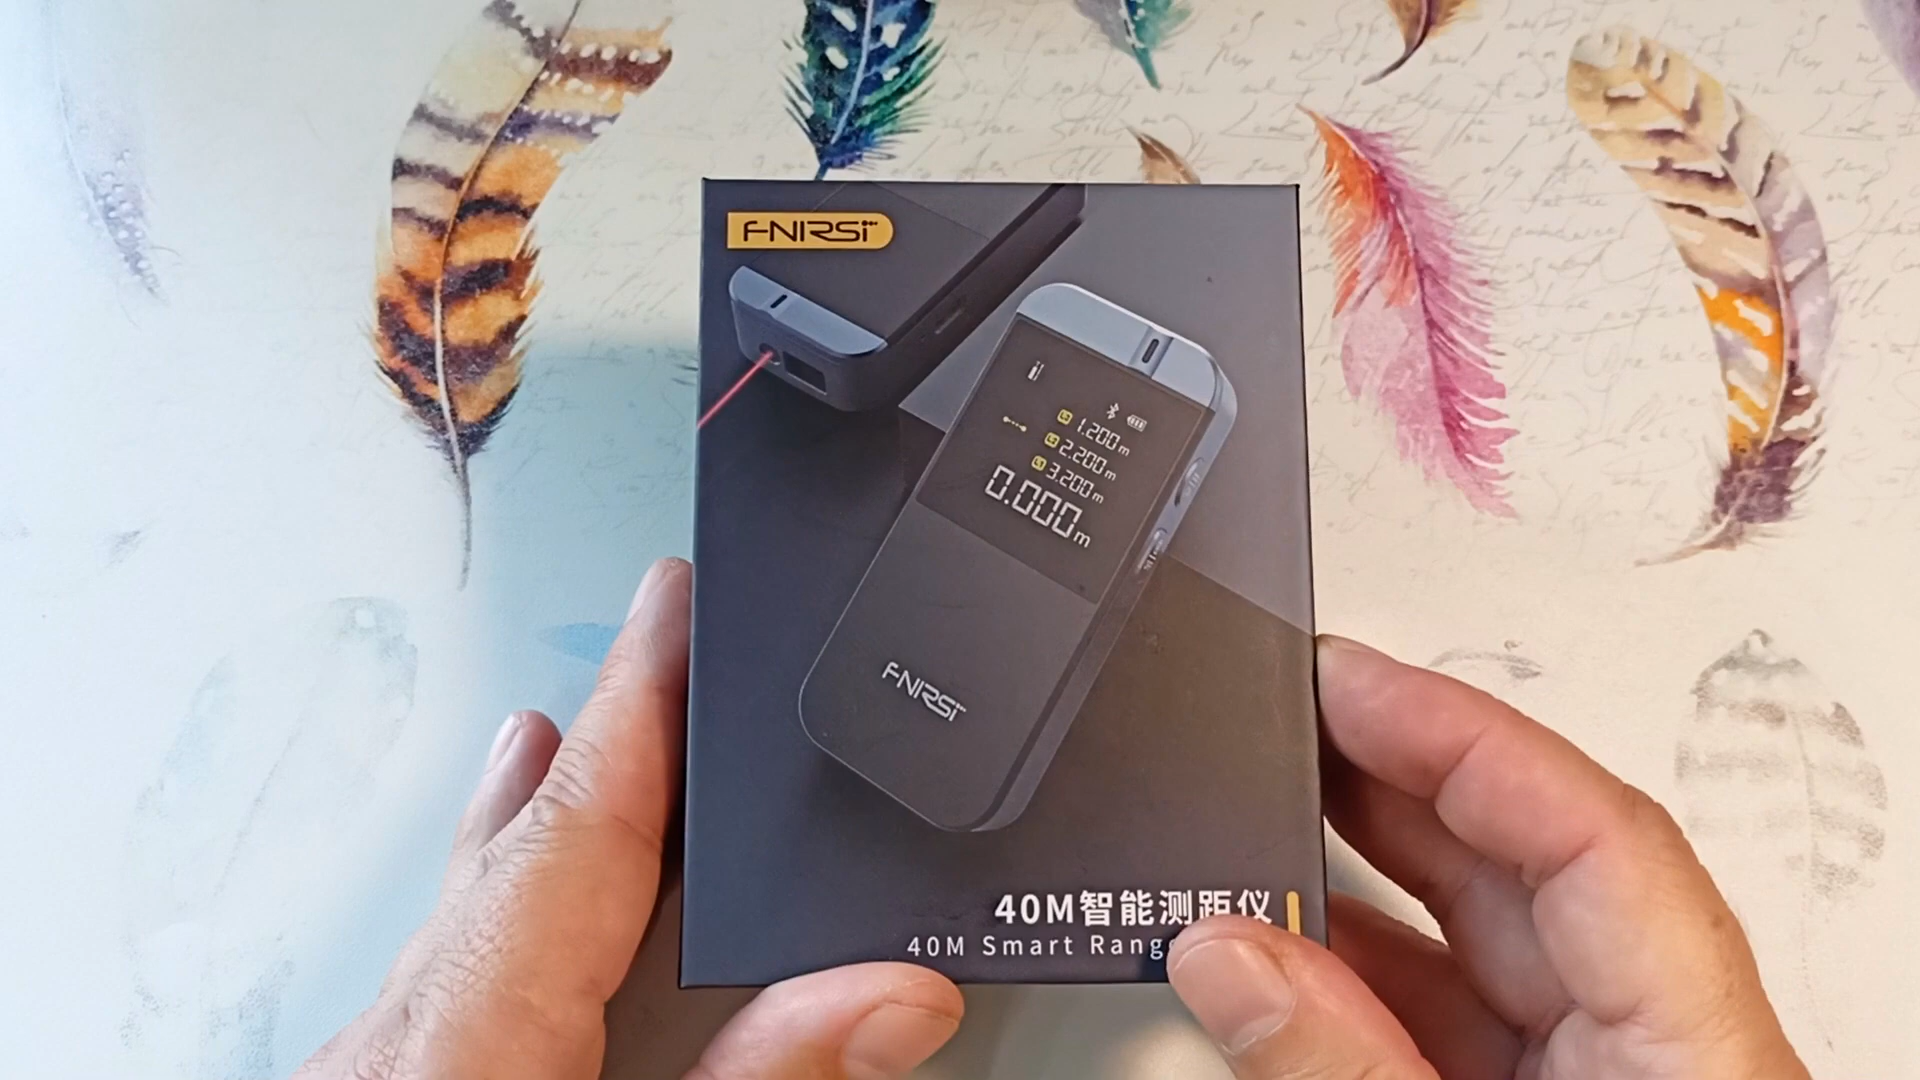 FNIRSI
1.200m
2.200m
3.200m
0.000m
FNIRSI
40M智能测距仪
40M Smart Rang